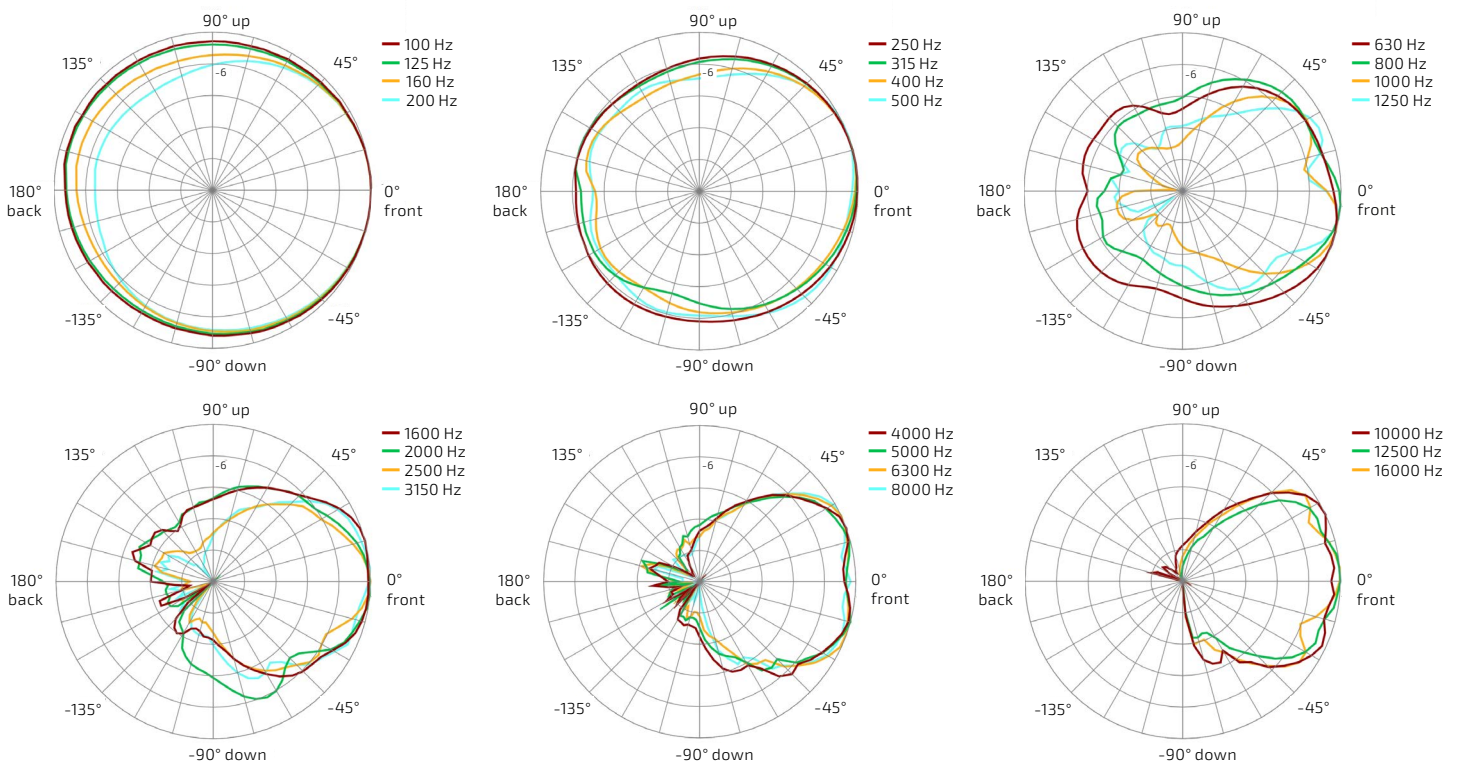 90° up
135°
45°
-6
180°
back
0°
front
-135°
-45°
-90° down
100 Hz
125 Hz
160 Hz
200 Hz
90° up
135°
45°
-6
180°
back
0°
front
-135°
-45°
-90° down
250 Hz
315 Hz
400 Hz
500 Hz
90° up
135°
45°
-6
180°
back
0°
front
-135°
-45°
-90° down
630 Hz
800 Hz
1000 Hz
1250 Hz
90° up
135°
45°
-6
180°
back
0°
front
-135°
-45°
-90° down
1600 Hz
2000 Hz
2500 Hz
3150 Hz
90° up
135°
45°
-6
180°
back
0°
front
-135°
-45°
-90° down
4000 Hz
5000 Hz
6300 Hz
8000 Hz
90° up
135°
45°
-6
180°
back
0°
front
-135°
-45°
-90° down
10000 Hz
12500 Hz
16000 Hz